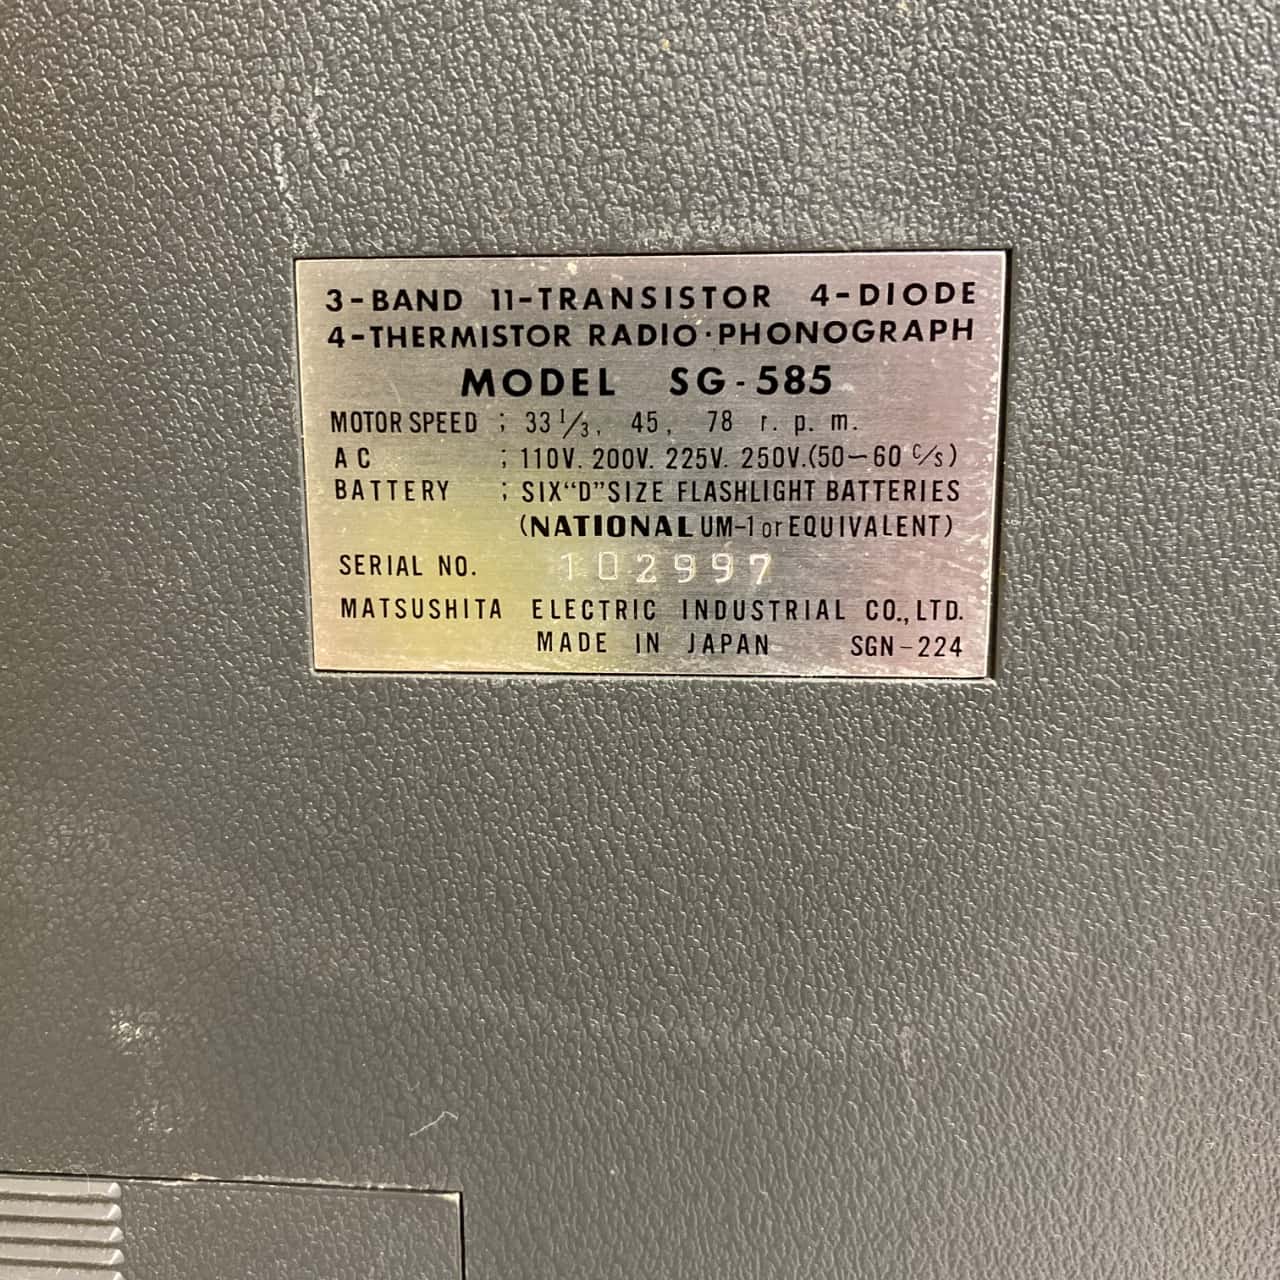 3-BAND 11-TRANSISTOR 4-DIODE
4-THERMISTOR RADIO·PHONOGRAPH
MODEL SG-585
MOTOR SPEED ; 33 1/3, 45, 78 r. p. m.
AC ; 110V. 200V. 225V. 250V.(50-60 C/S)
BATTERY ; SIX "D" SIZE FLASHLIGHT BATTERIES
(NATIONAL UM-1 or EQUIVALENT)
SERIAL NO. 102997
MATSUSHITA ELECTRIC INDUSTRIAL CO., LTD.
MADE IN JAPAN SGN-224